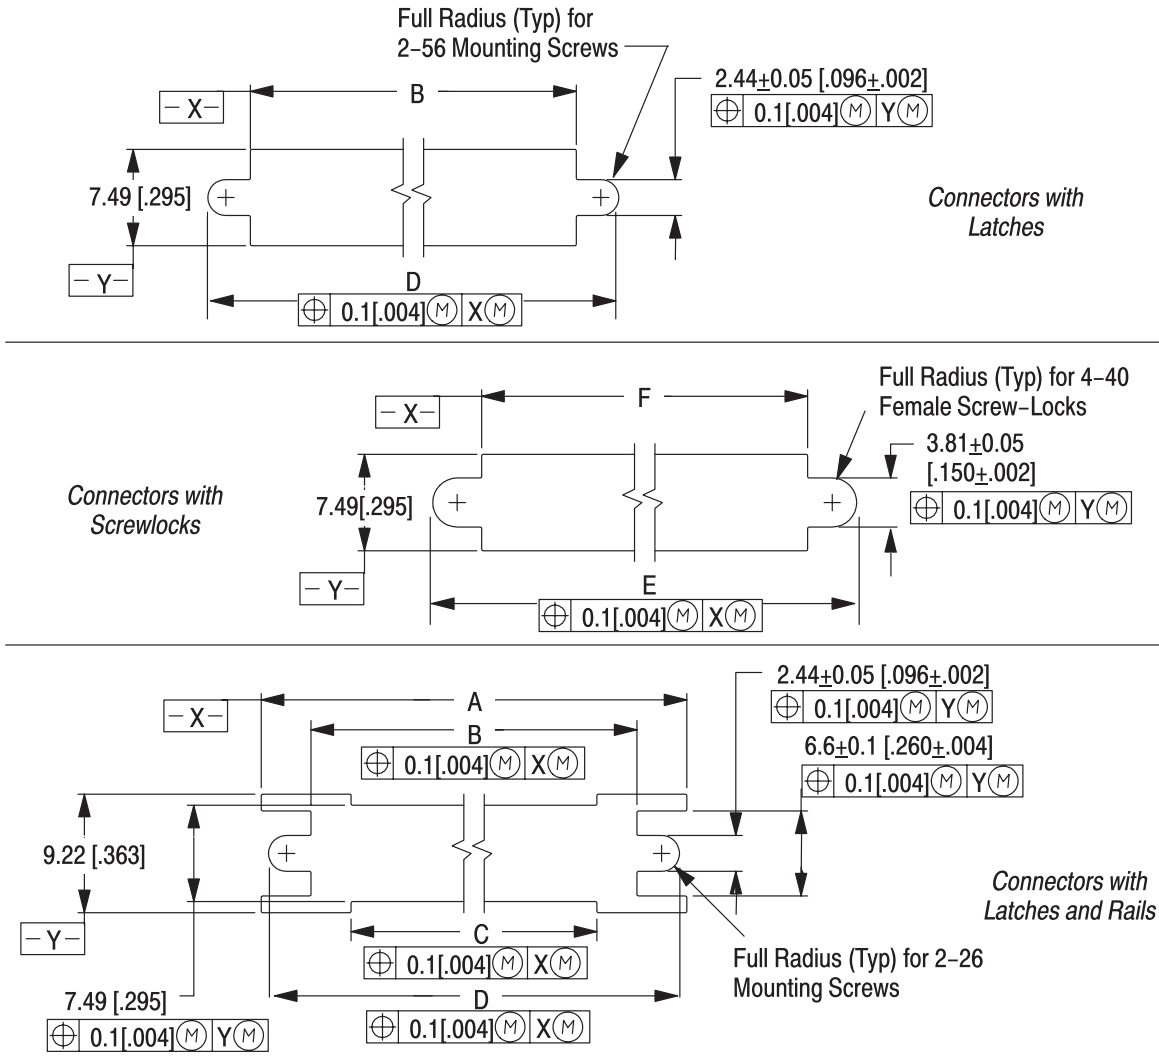 Full Radius (Typ) for
2–56 Mounting Screws
2.44±0.05 [.096±.002]
⌖ 0.1[.004]Ⓜ YⓂ
– X –
B
7.49 [.295]
Connectors with
Latches
– Y –
D
⌖ 0.1[.004]Ⓜ XⓂ
Full Radius (Typ) for 4–40
Female Screw–Locks
– X –
F
3.81±0.05
[.150±.002]
⌖ 0.1[.004]Ⓜ YⓂ
Connectors with
Screwlocks
7.49[.295]
– Y –
E
⌖ 0.1[.004]Ⓜ XⓂ
2.44±0.05 [.096±.002]
⌖ 0.1[.004]Ⓜ YⓂ
– X –
A
B
⌖ 0.1[.004]Ⓜ XⓂ
6.6±0.1 [.260±.004]
⌖ 0.1[.004]Ⓜ YⓂ
9.22 [.363]
Connectors with
Latches and Rails
– Y –
C
⌖ 0.1[.004]Ⓜ XⓂ
Full Radius (Typ) for 2–26
Mounting Screws
7.49 [.295]
⌖ 0.1[.004]Ⓜ YⓂ
D
⌖ 0.1[.004]Ⓜ XⓂ